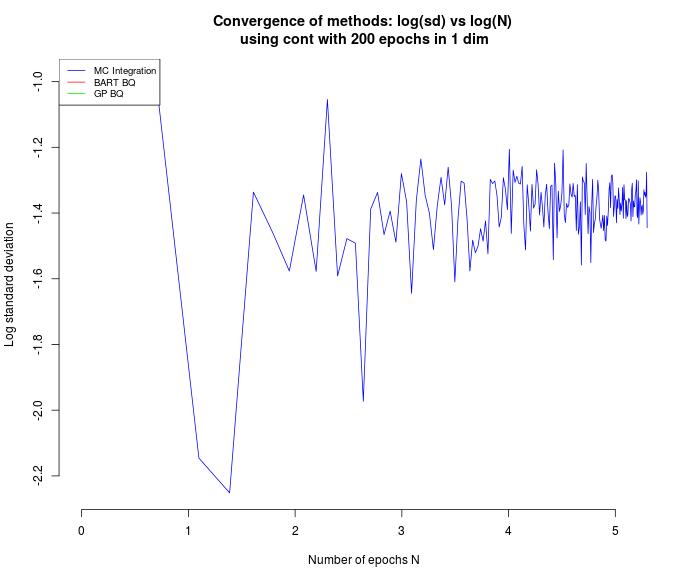 Convergence of methods: log(sd) vs log(N)
using cont with 200 epochs in 1 dim
MC Integration
BART BQ
GP BQ
Log standard deviation
-1.0
-1.2
-1.4
-1.6
-1.8
-2.0
-2.2
0 1 2 3 4 5
Number of epochs N